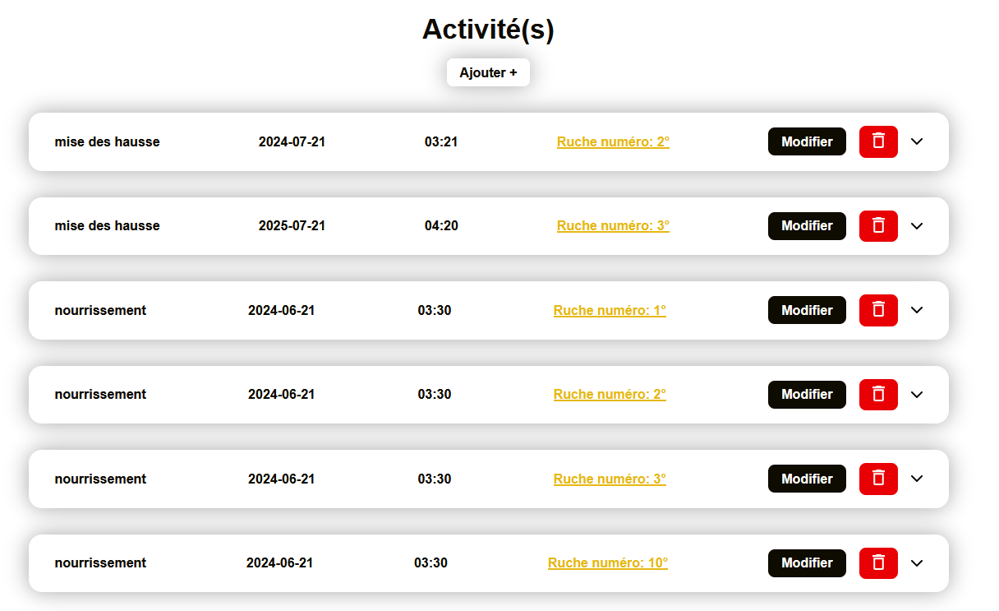 Activité(s)
Ajouter +
mise des hausse 2024-07-21 03:21 Ruche numéro: 2° Modifier
mise des hausse 2025-07-21 04:20 Ruche numéro: 3° Modifier
nourrissement 2024-06-21 03:30 Ruche numéro: 1° Modifier
nourrissement 2024-06-21 03:30 Ruche numéro: 2° Modifier
nourrissement 2024-06-21 03:30 Ruche numéro: 3° Modifier
nourrissement 2024-06-21 03:30 Ruche numéro: 10° Modifier